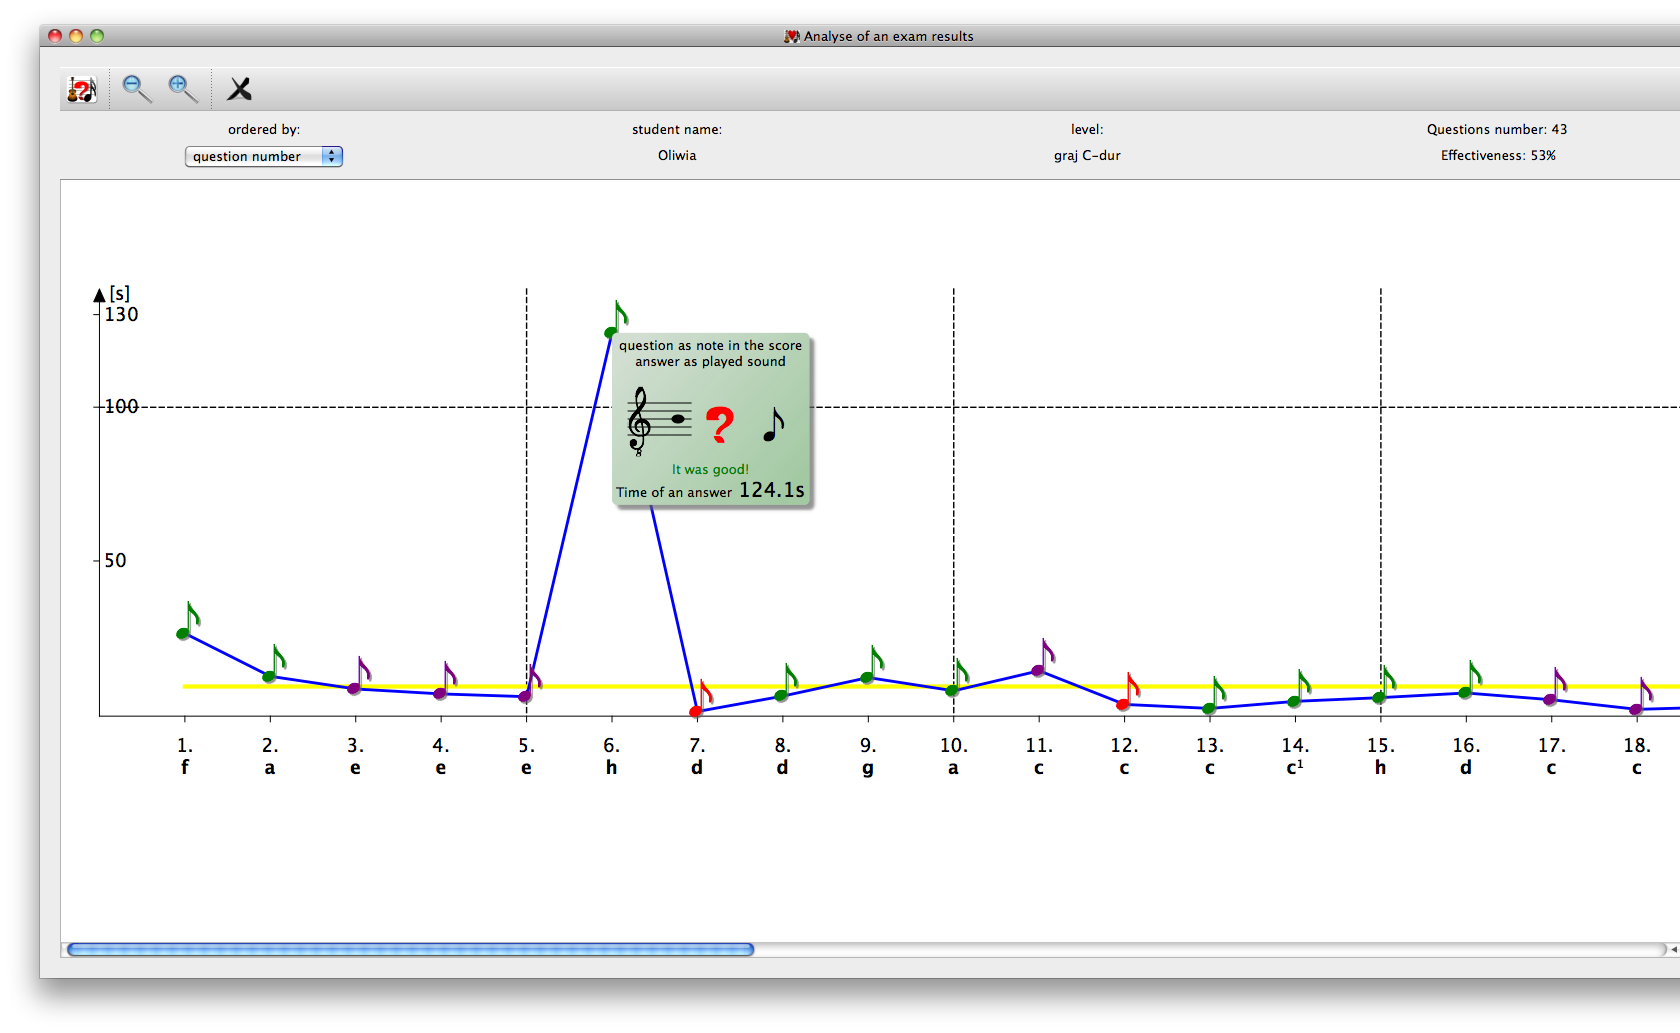 Analyse of an exam results
ordered by:
question number
student name:
Oliwia
level:
graj C-dur
Questions number: 43
Effectiveness: 53%
[s]
130
100
50
question as note in the score
answer as played sound
?
8
It was good!
Time of an answer 124.1s
1. 2. 3. 4. 5. 6. 7. 8. 9. 10. 11. 12. 13. 14. 15. 16. 17. 18.
f a e e e h d d g a c c c c¹ h d c c